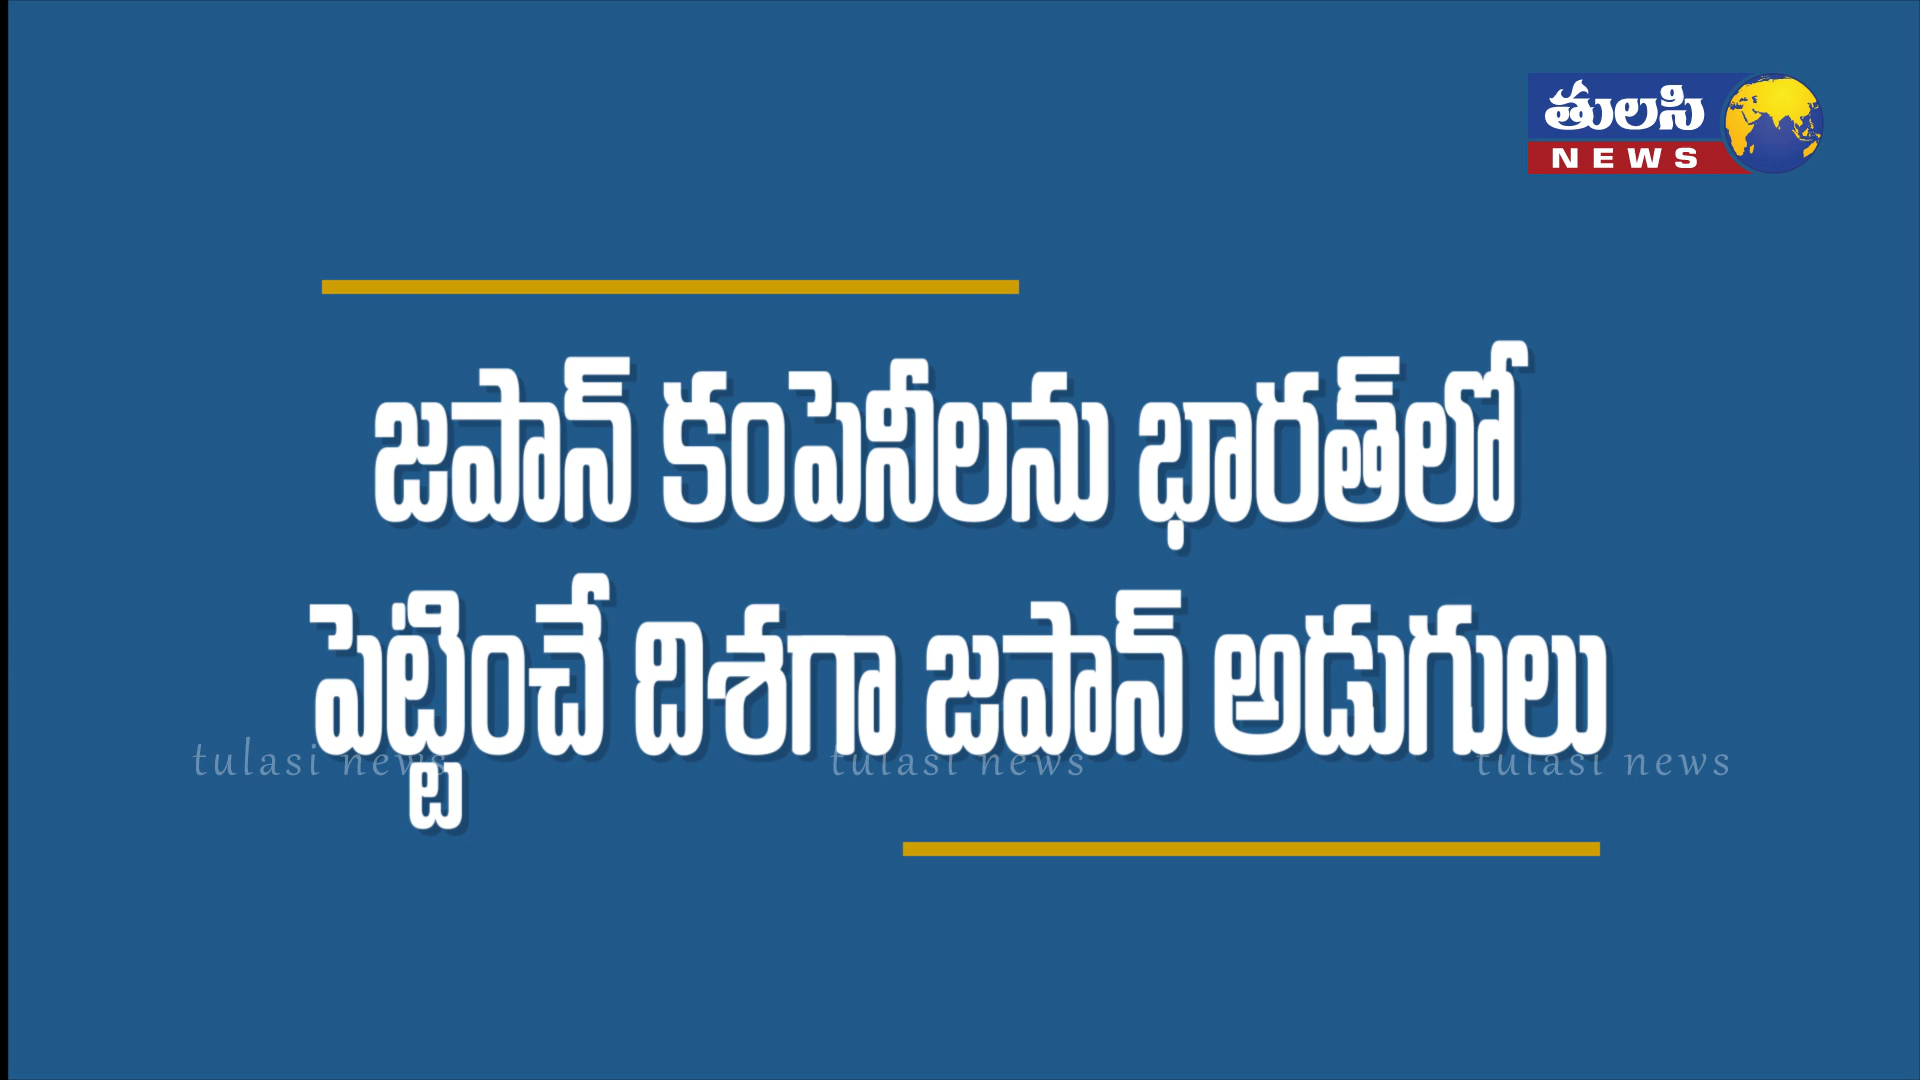 తులసి
NEWS
జపాన్ కంపెనీలను భారత్‌లో
పెట్టించే దిశగా జపాన్ అడుగులు
tulasi news tulasi news tulasi news